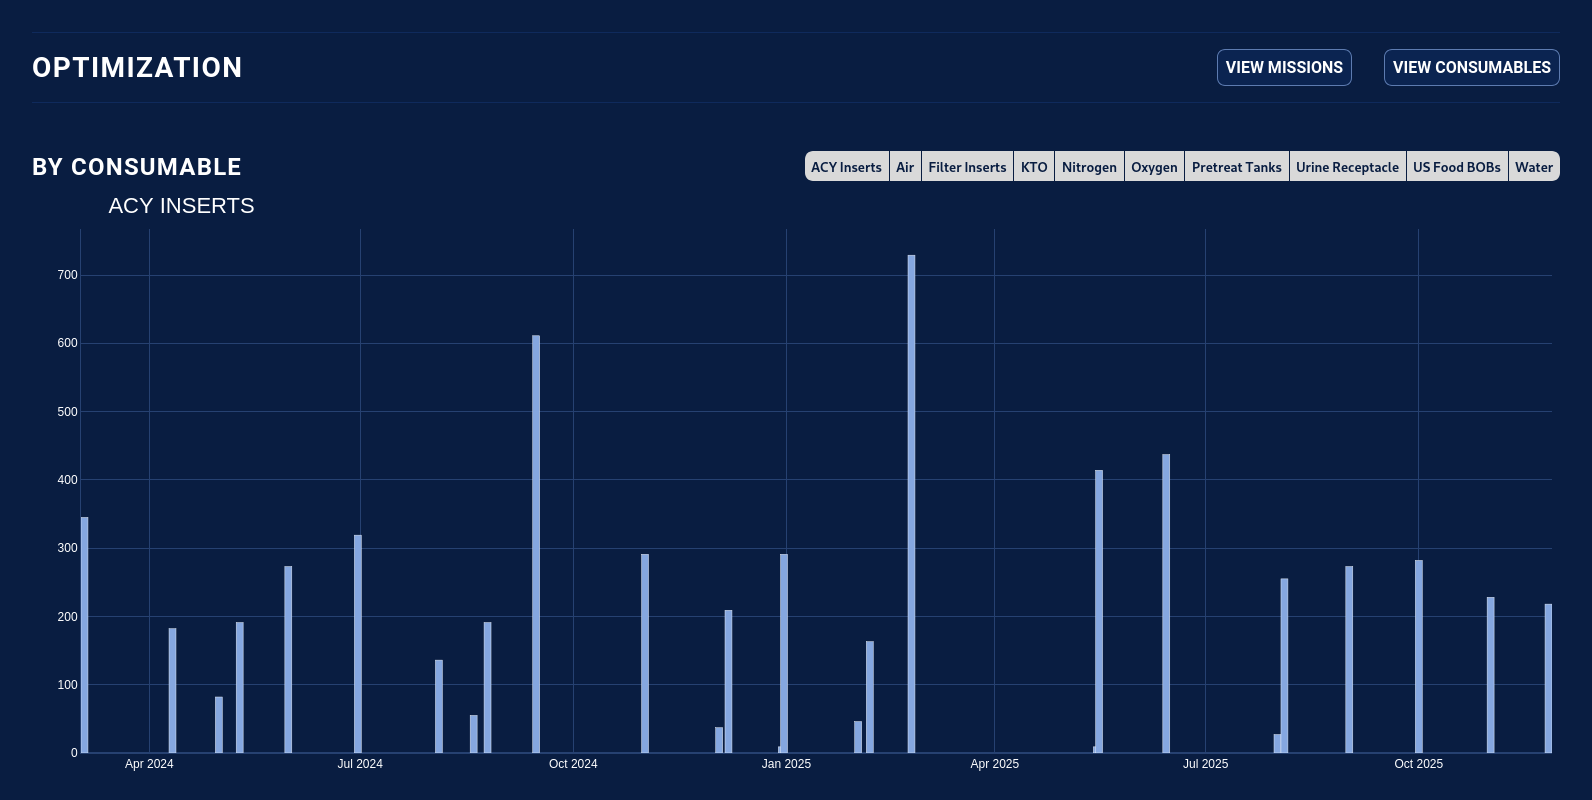 OPTIMIZATION
VIEW MISSIONS
VIEW CONSUMABLES
BY CONSUMABLE
ACY Inserts
Air
Filter Inserts
KTO
Nitrogen
Oxygen
Pretreat Tanks
Urine Receptacle
US Food BOBs
Water
ACY INSERTS
700
600
500
400
300
200
100
0
Apr 2024
Jul 2024
Oct 2024
Jan 2025
Apr 2025
Jul 2025
Oct 2025